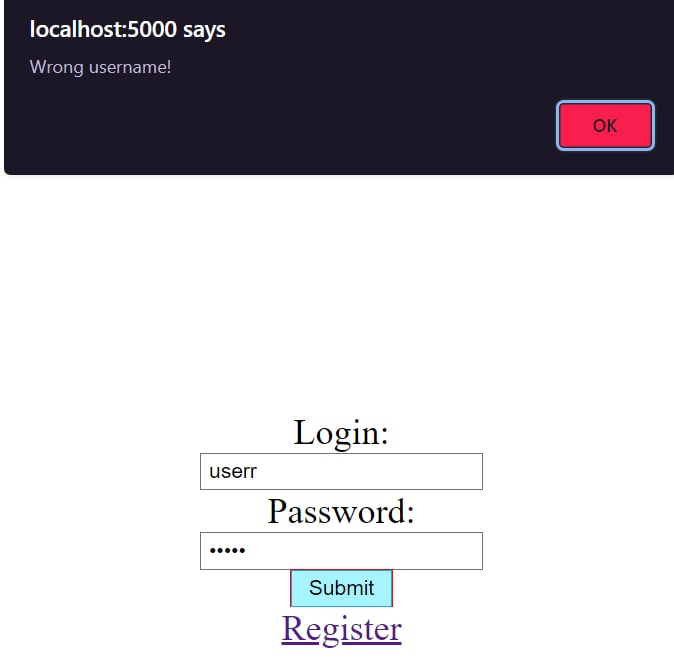 localhost:5000 says
Wrong username!
OK
Login:
userr
Password:
•••••
Submit
Register